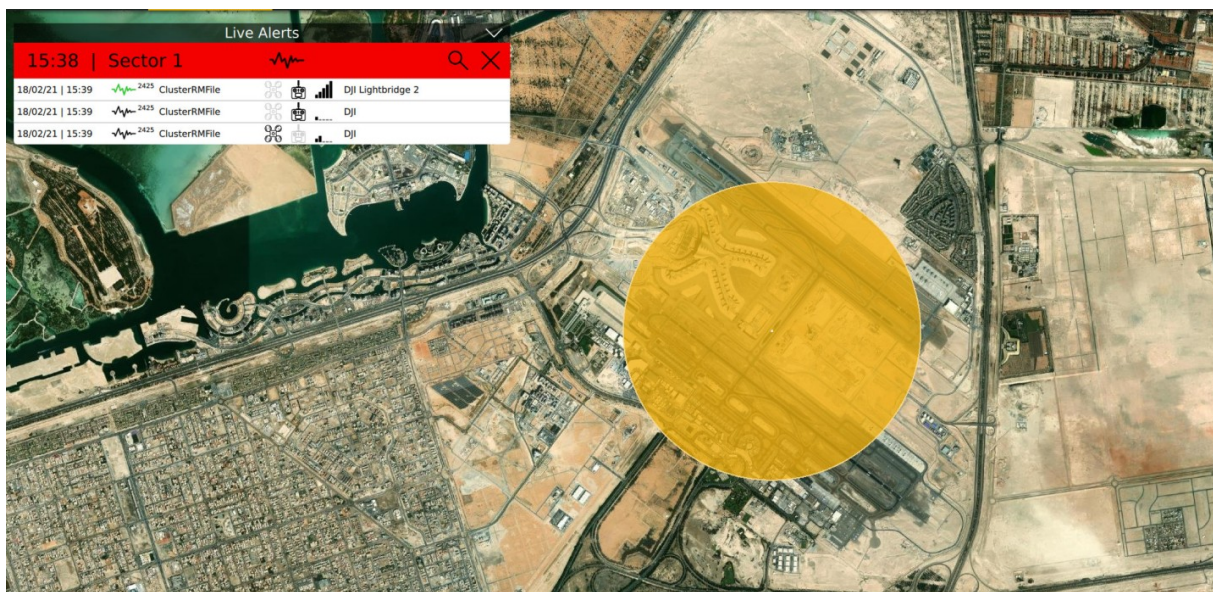 Live Alerts
15:38 | Sector 1
18/02/21 | 15:39 2425 ClusterRMFile DJI Lightbridge 2
18/02/21 | 15:39 2425 ClusterRMFile DJI
18/02/21 | 15:39 2425 ClusterRMFile DJI